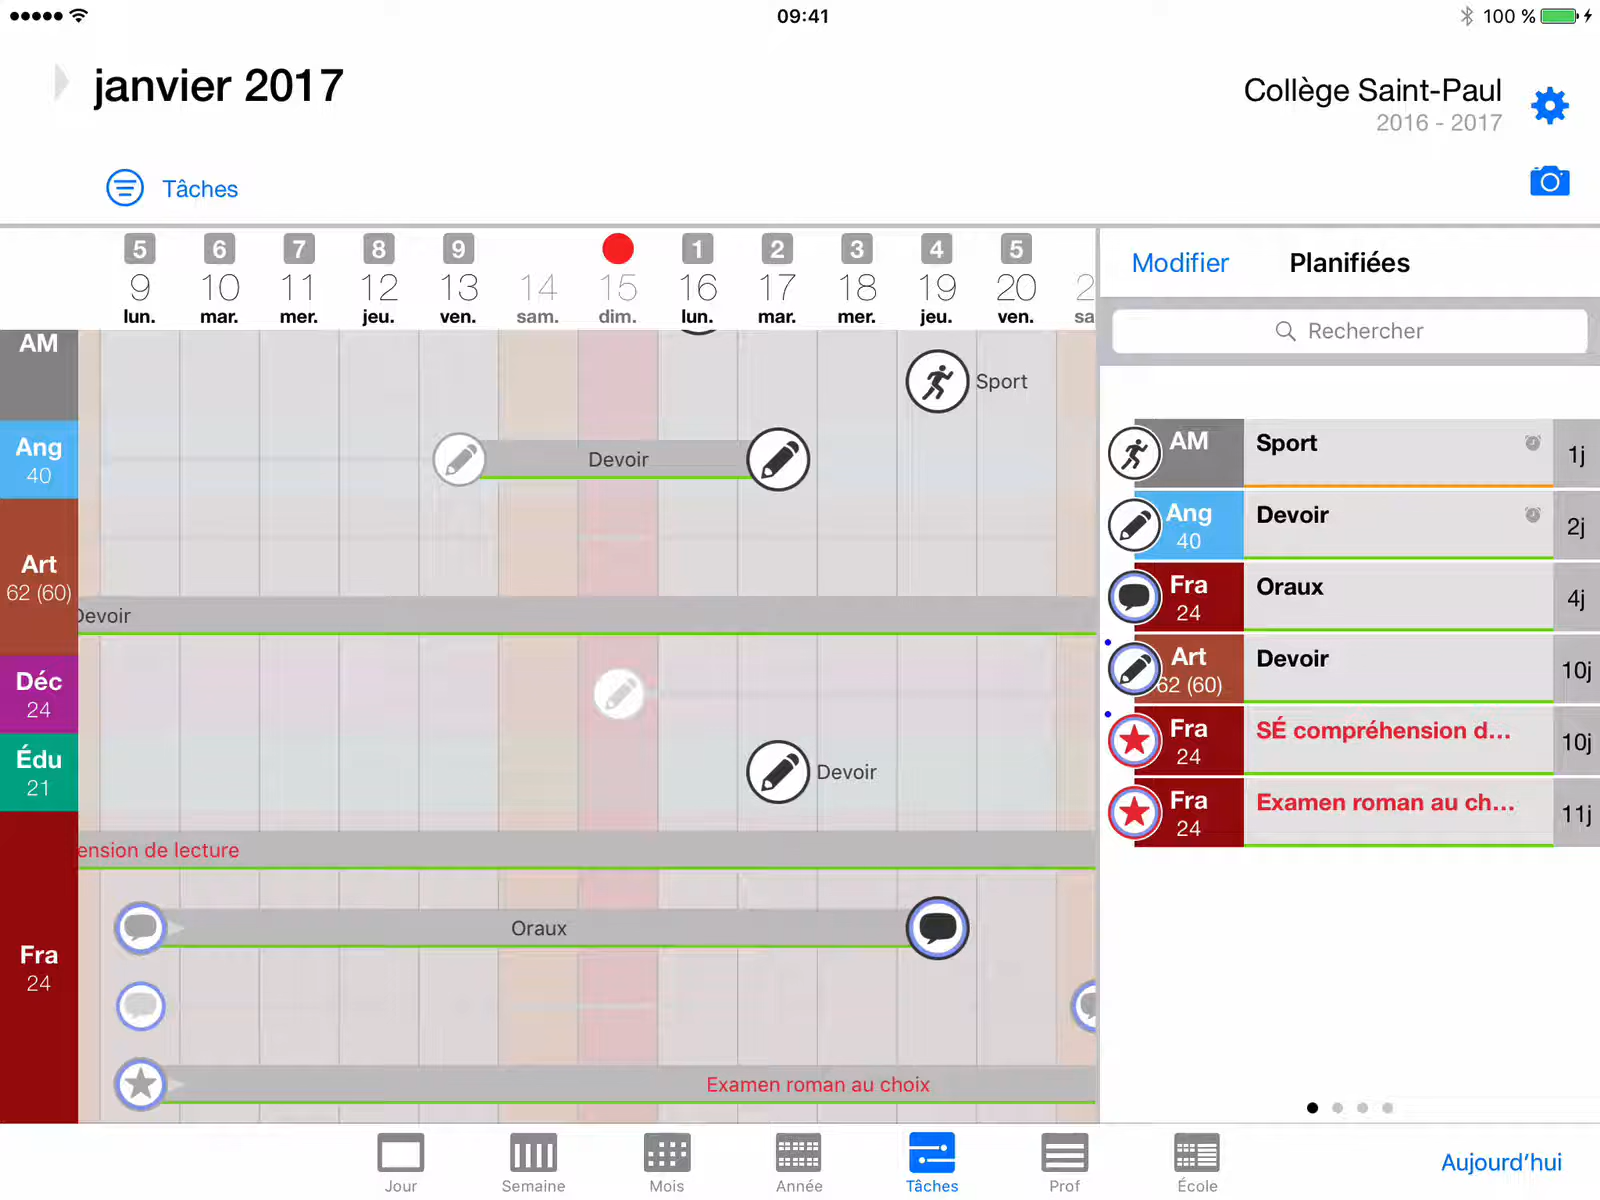 09:41
100 %
janvier 2017
Collège Saint-Paul
2016 - 2017
Tâches
5 6 7 8 9 1 2 3 4 5
9 10 11 12 13 14 15 16 17 18 19 20 2
lun. mar. mer. jeu. ven. sam. dim. lun. mar. mer. jeu. ven. sa
Modifier
Planifiées
Rechercher
AM
Sport
Ang
40
Devoir
Art
62 (60)
Devoir
Déc
24
Édu
21
Devoir
ension de lecture
Fra
24
Oraux
Examen roman au choix
AM
Sport
1j
Ang
40
Devoir
2j
Fra
24
Oraux
4j
Art
62 (60)
Devoir
10j
Fra
24
SÉ compréhension d...
10j
Fra
24
Examen roman au ch...
11j
Jour
Semaine
Mois
Année
Tâches
Prof
École
Aujourd’hui